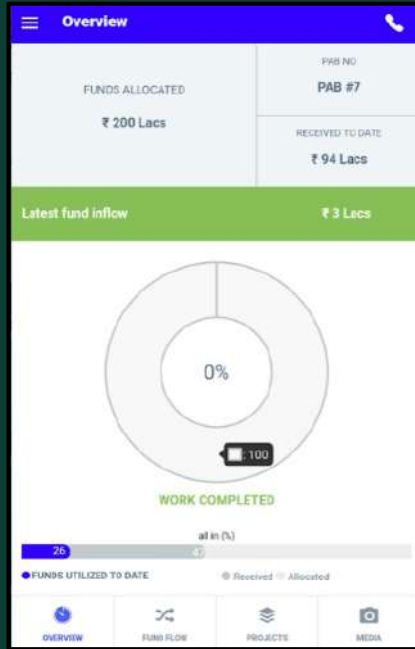 Overview
FUNDS ALLOCATED
₹ 200 Lacs
PAB NO
PAB #7
RECEIVED TO DATE
₹ 94 Lacs
Latest fund inflow ₹ 3 Lacs
0%
: 100
WORK COMPLETED
all in (%)
26 47
FUNDS UTILIZED TO DATE Received Allocated
OVERVIEW FUND FLOW PROJECTS MEDIA